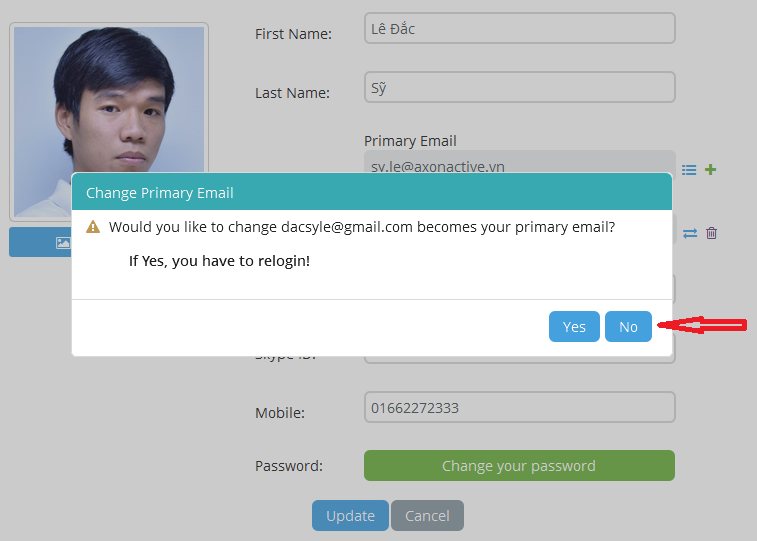 First Name:
Lê Đắc
Last Name:
Sỹ
Primary Email
sy.le@axonactive.vn
Change Primary Email
Would you like to change dacsyle@gmail.com becomes your primary email?
If Yes, you have to relogin!
Yes
No
Skype ID:
Mobile:
01662272333
Password:
Change your password
Update
Cancel